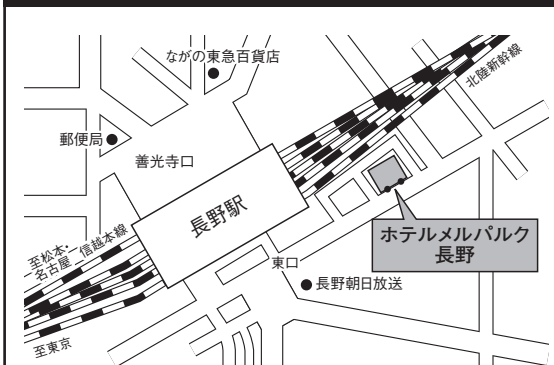 ながの東急百貨店
北陸新幹線
郵便局
善光寺口
長野駅
ホテルメルパルク
長野
至松本・
名古屋
信越本線
東口
長野朝日放送
至東京